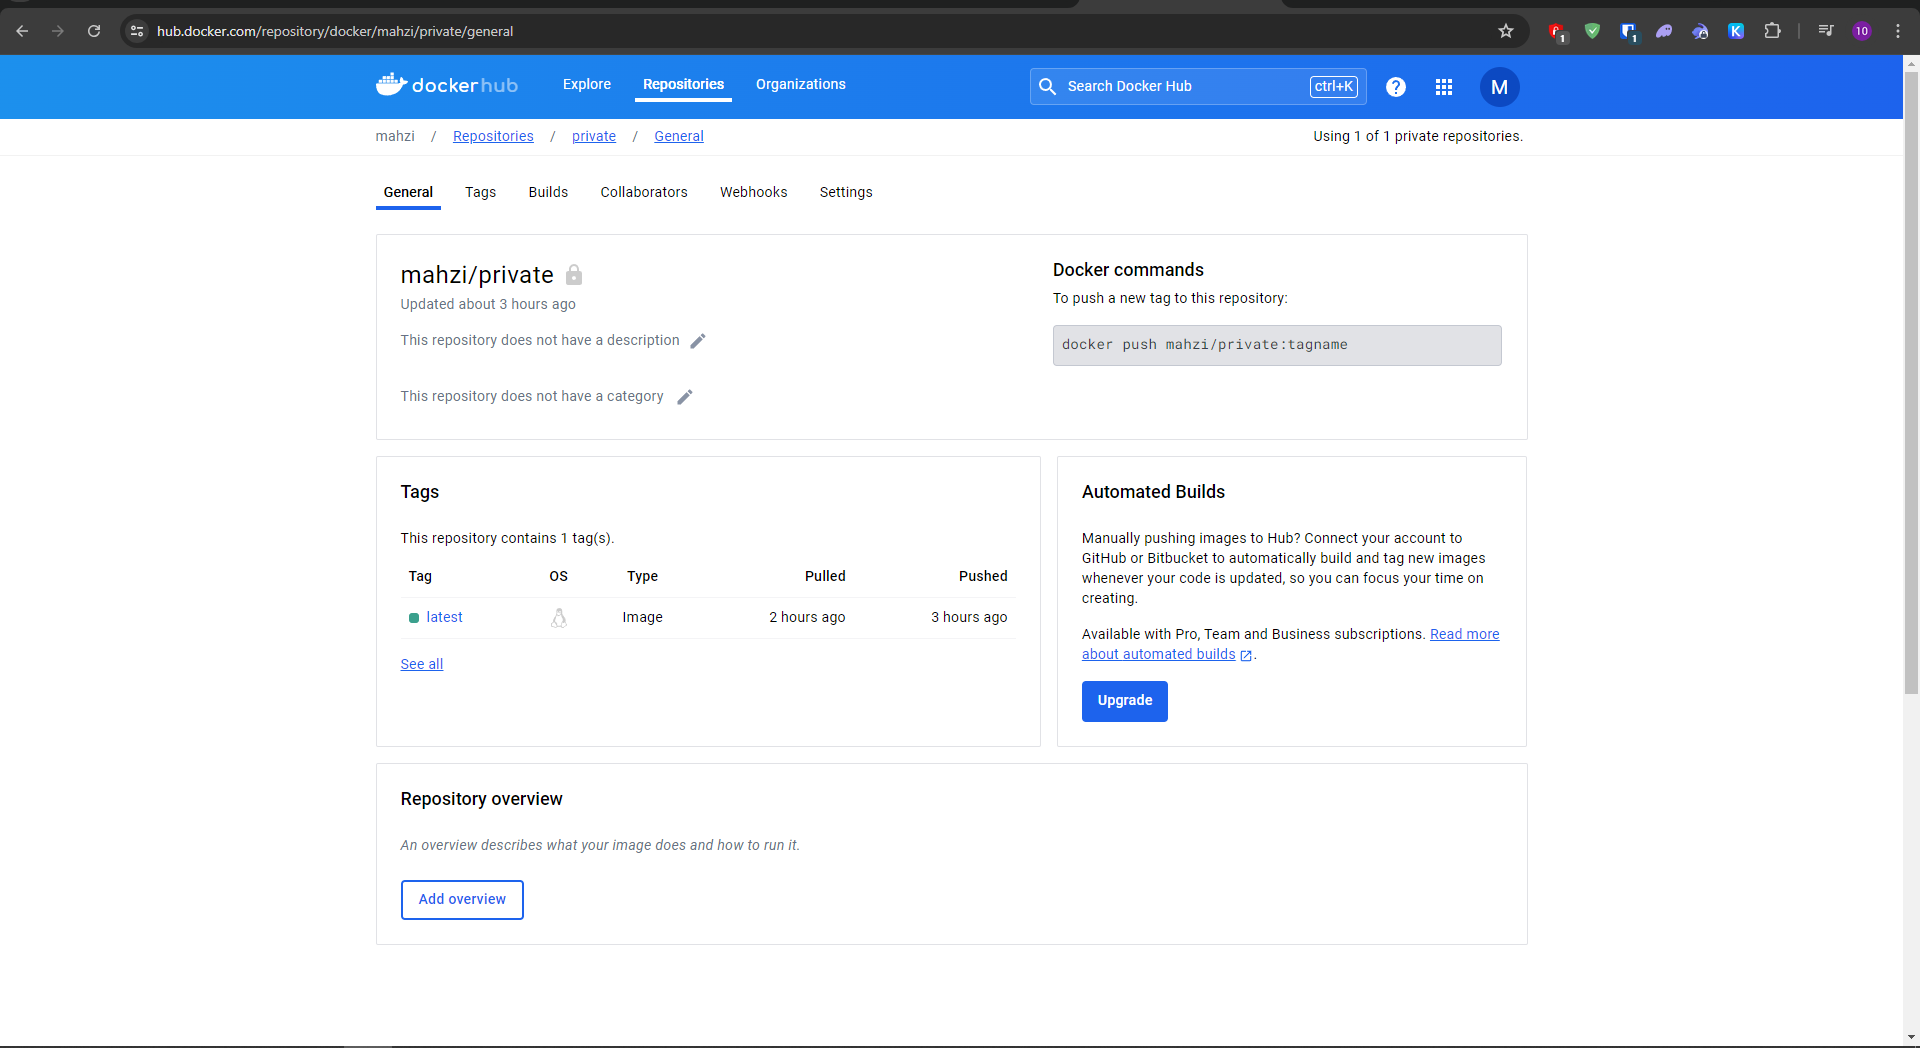 hub.docker.com/repository/docker/mahzi/private/general
1
1
K
10
dockerhub
Explore
Repositories
Organizations
Search Docker Hub
ctrl+K
?
M
mahzi / Repositories / private / General
Using 1 of 1 private repositories.
General
Tags
Builds
Collaborators
Webhooks
Settings
mahzi/private
Updated about 3 hours ago
This repository does not have a description
This repository does not have a category
Docker commands
To push a new tag to this repository:
docker push mahzi/private:tagname
Tags
This repository contains 1 tag(s).
Tag OS Type Pulled Pushed
latest Image 2 hours ago 3 hours ago
See all
Automated Builds
Manually pushing images to Hub? Connect your account to
GitHub or Bitbucket to automatically build and tag new images
whenever your code is updated, so you can focus your time on
creating.
Available with Pro, Team and Business subscriptions. Read more
about automated builds .
Upgrade
Repository overview
An overview describes what your image does and how to run it.
Add overview